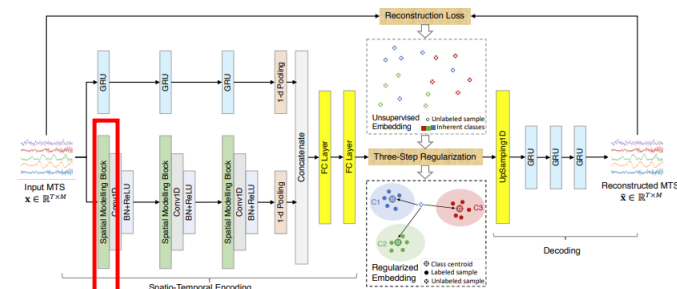 Reconstruction Loss
GRU
GRU
GRU
1-d Pooling
Concatenate
FC Layer
FC Layer
Unsupervised
Embedding
Unlabeled sample
Inherent classes
Three-Step Regularization
UpSampling1D
GRU
GRU
GRU
Input MTS
x ∈ ℝ^{T×M}
Spatial Modelling Block
Conv1D
BN+ReLU
Spatial Modelling Block
Conv1D
BN+ReLU
Spatial Modelling Block
Conv1D
BN+ReLU
1-d Pooling
C1
C2
C3
Regularized
Embedding
Class centroid
Labeled sample
Unlabeled sample
Reconstructed MTS
x̃ ∈ ℝ^{T×M}
Decoding
Spatio-Temporal Encoding